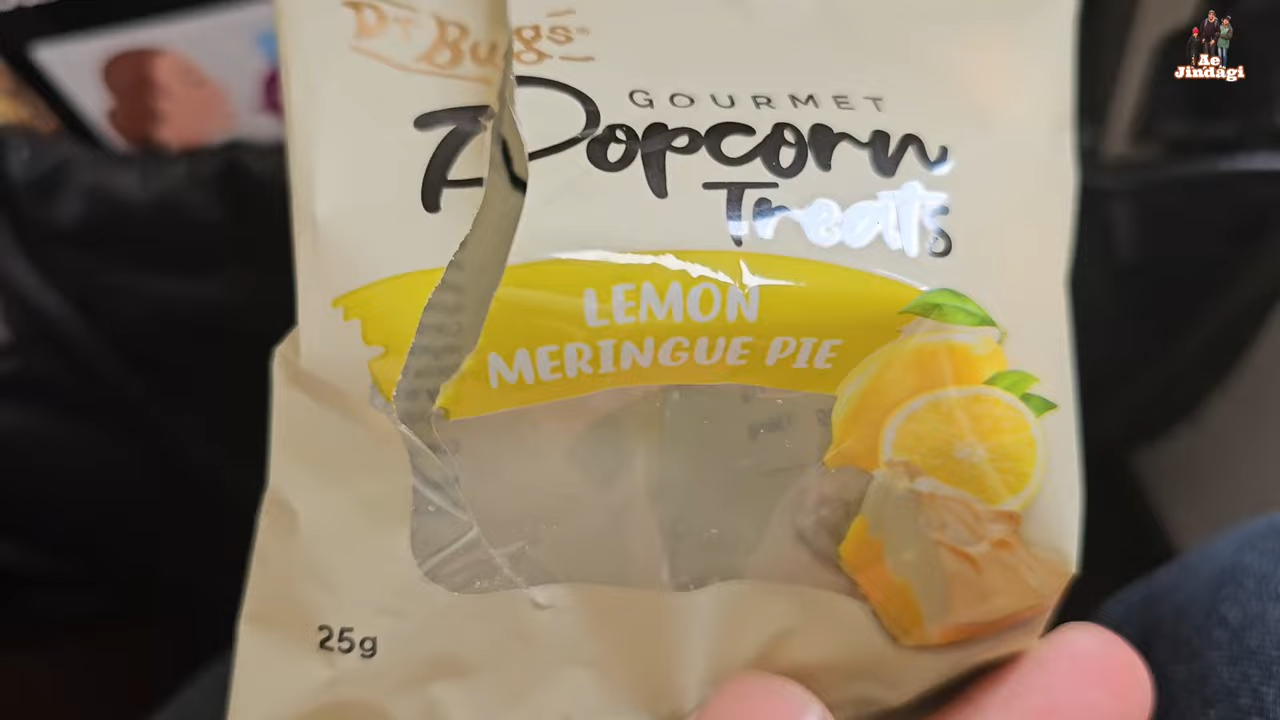 Dr Bugs®
GOURMET
Popcorn
Treats
LEMON
MERINGUE PIE
25g
Ae
Jindagi